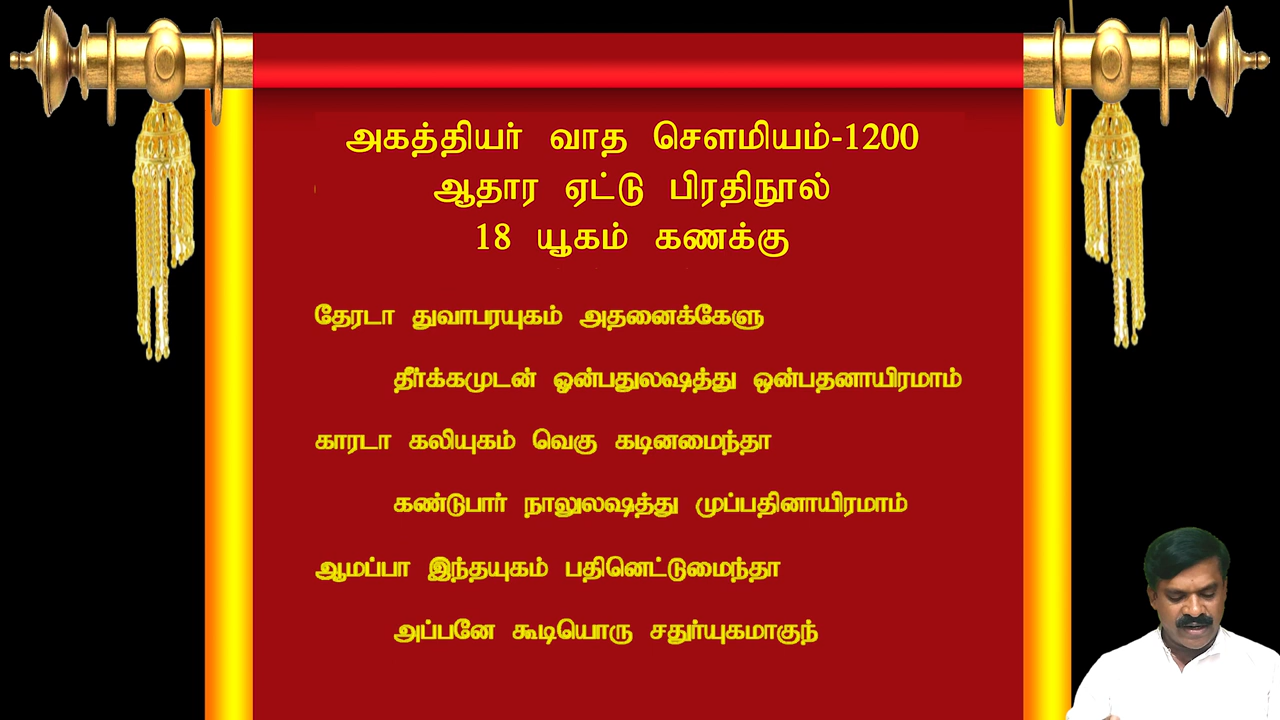 அகத்தியர் வாத சௌமியம்-1200
ஆதார ஏட்டு பிரதிநூல்
18 யூகம் கணக்கு
தேரடா துவாபரயுகம் அதனைக்கேளு
தீர்க்கமுடன் ஓன்பதுலஷத்து ஒன்பதனாயிரமாம்
காரடா கலியுகம் வெகு கடினமைந்தா
கண்டுபார் நாலுலஷத்து முப்பதினாயிரமாம்
ஆமப்பா இந்தயுகம் பதினெட்டுமைந்தா
அப்பனே கூடியொரு சதுர்யுகமாகுந்